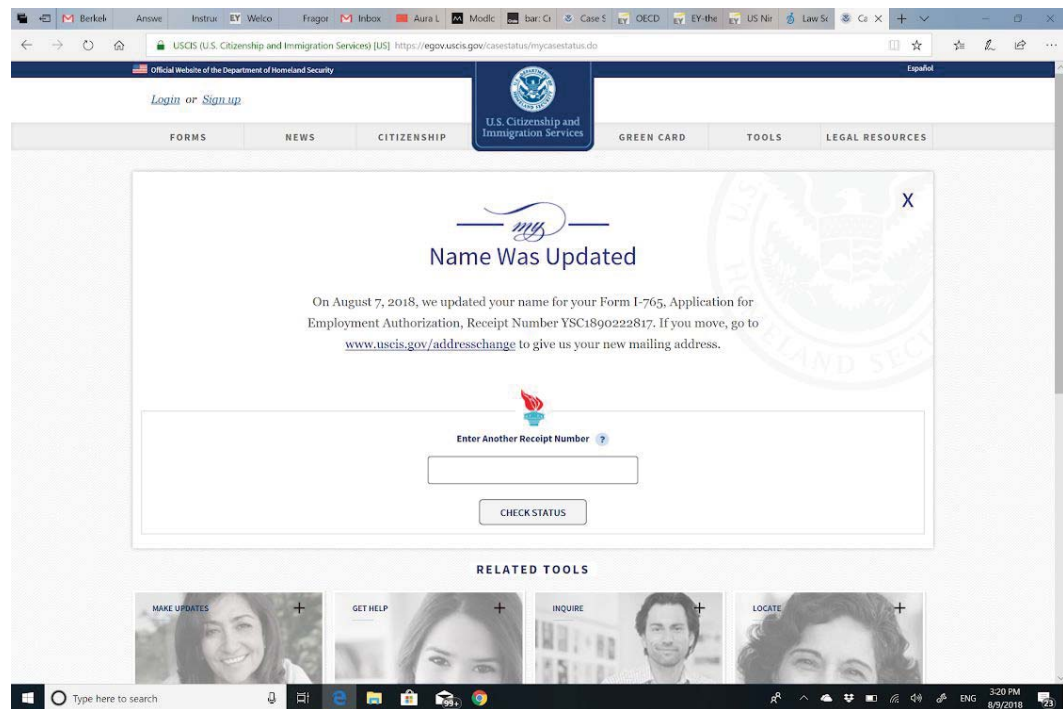 Berkel Answe Instruc EY Welco Fragor Inbox Aura L Modlc bar: Cr Case S OECD EY-the US Nir Law Sc Ca
USCIS (U.S. Citizenship and Immigration Services) [US] https://egov.uscis.gov/casestatus/mycasestatus.do
Official Website of the Department of Homeland Security Español
Login or Sign up
U.S. Citizenship and
Immigration Services
FORMS NEWS CITIZENSHIP GREEN CARD TOOLS LEGAL RESOURCES
X
my
Name Was Updated
On August 7, 2018, we updated your name for your Form I-765, Application for
Employment Authorization, Receipt Number YSC1890222817. If you move, go to
www.uscis.gov/addresschange to give us your new mailing address.
Enter Another Receipt Number ?
CHECK STATUS
RELATED TOOLS
MAKE UPDATES + GET HELP + INQUIRE + LOCATE +
Type here to search 99+ ENG 3:20 PM
8/9/2018 23